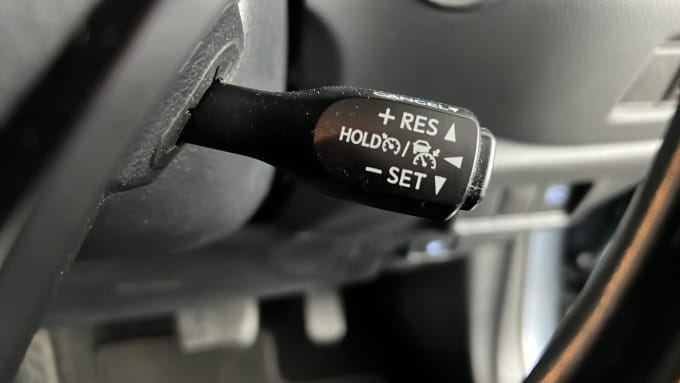 CANCEL
+ RES ▲
HOLD / ◄
− SET ▼